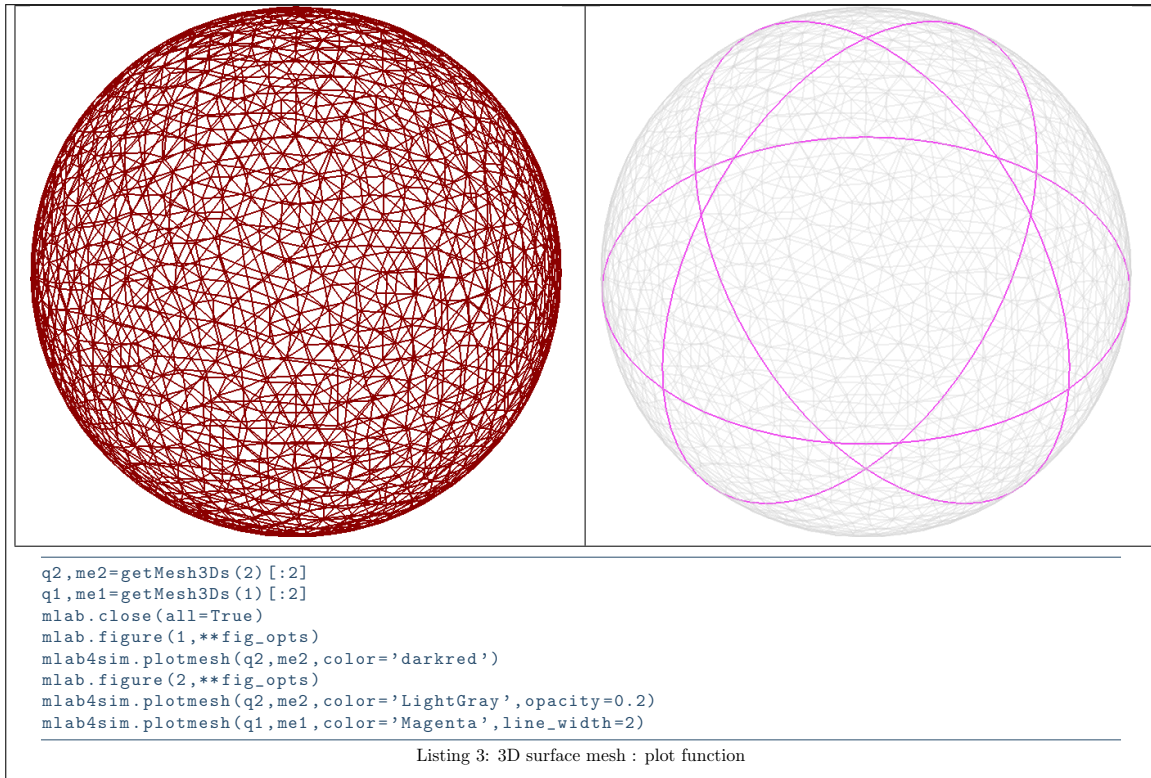 q2,me2=getMesh3Ds(2)[:2]
q1,me1=getMesh3Ds(1)[:2]
mlab.close(all=True)
mlab.figure(1,**fig_opts)
mlab4sim.plotmesh(q2,me2,color='darkred')
mlab.figure(2,**fig_opts)
mlab4sim.plotmesh(q2,me2,color='LightGray',opacity=0.2)
mlab4sim.plotmesh(q1,me1,color='Magenta',line_width=2)
Listing 3: 3D surface mesh : plot function